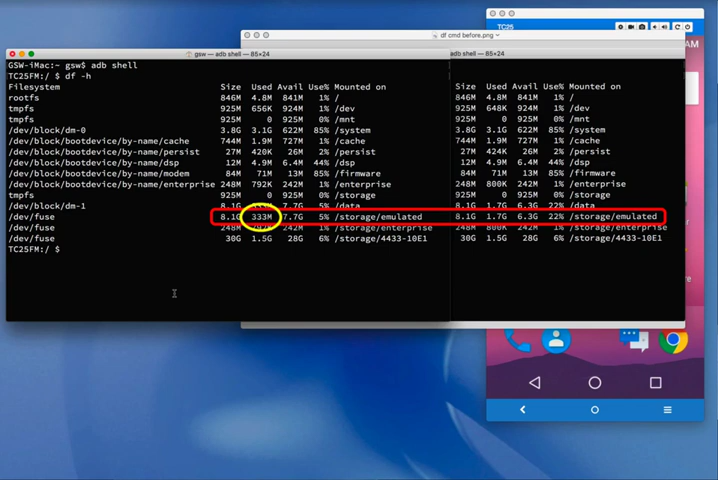 TC25
df cmd before.png
gsw — adb shell — 85×24
adb shell — 85×24
AM
GSW-iMac:~ gsw$ adb shell
TC25FM:/ $ df -h
Filesystem Size Used Avail Use% Mounted on
rootfs 846M 4.8M 841M 1% /
tmpfs 925M 656K 924M 1% /dev
tmpfs 925M 0 925M 0% /mnt
/dev/block/dm-0 3.8G 3.1G 622M 85% /system
/dev/block/bootdevice/by-name/cache 744M 1.9M 727M 1% /cache
/dev/block/bootdevice/by-name/persist 27M 420K 26M 2% /persist
/dev/block/bootdevice/by-name/dsp 12M 4.9M 6.4M 44% /dsp
/dev/block/bootdevice/by-name/modem 84M 71M 13M 85% /firmware
/dev/block/bootdevice/by-name/enterprise 248M 792K 242M 1% /enterprise
tmpfs 925M 0 925M 0% /storage
/dev/block/dm-1 8.1G 333M 7.7G 5% /data
/dev/fuse 8.1G 333M 7.7G 5% /storage/emulated
/dev/fuse 248M 792K 242M 1% /storage/enterprise
/dev/fuse 30G 1.5G 28G 6% /storage/4433-10E1
TC25FM:/ $
Size Used Avail Use% Mounted on
846M 4.8M 841M 1% /
925M 648K 924M 1% /dev
925M 0 925M 0% /mnt
3.8G 3.1G 622M 85% /system
744M 1.9M 727M 1% /cache
27M 420K 26M 2% /persist
12M 4.9M 6.4M 44% /dsp
84M 71M 13M 85% /firmware
248M 800K 242M 1% /enterprise
925M 0 925M 0% /storage
8.1G 1.7G 6.3G 22% /data
8.1G 1.7G 6.3G 22% /storage/emulated
248M 800K 242M 1% /storage/enterprise
30G 1.5G 28G 6% /storage/4433-10E1